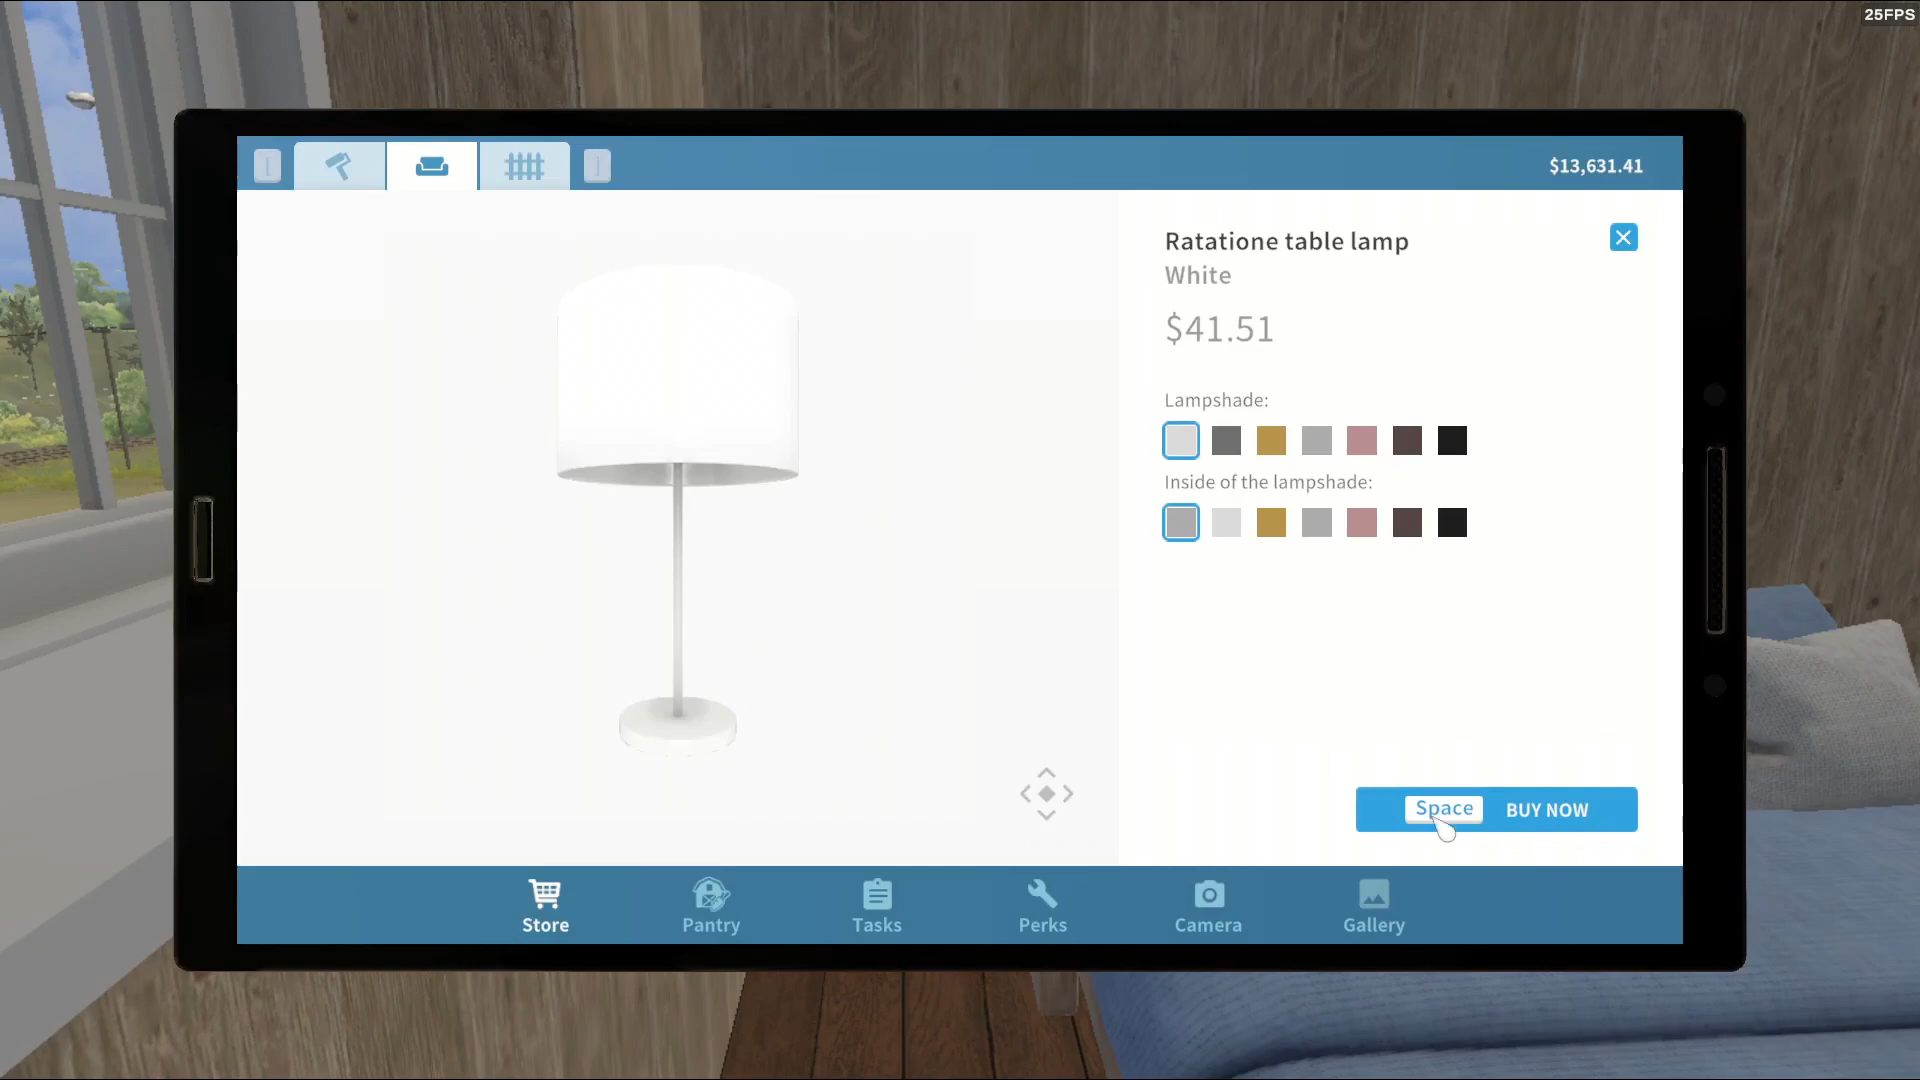 25FPS
$13,631.41
Ratatione table lamp
White
$41.51
Lampshade:
Inside of the lampshade:
Space BUY NOW
Store Pantry Tasks Perks Camera Gallery